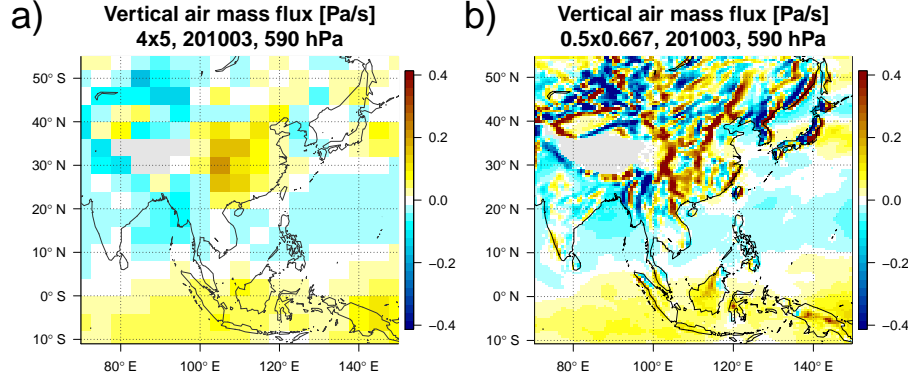 a)
Vertical air mass flux [Pa/s]
4x5, 201003, 590 hPa
50° S
40° N
30° N
20° N
10° N
0° S
10° S
80° E
100° E
120° E
140° E
0.4
0.2
0.0
−0.2
−0.4
b)
Vertical air mass flux [Pa/s]
0.5x0.667, 201003, 590 hPa
50° S
40° N
30° N
20° N
10° N
0° N
10° S
80° E
100° E
120° E
140° E
0.4
0.2
0.0
−0.2
−0.4